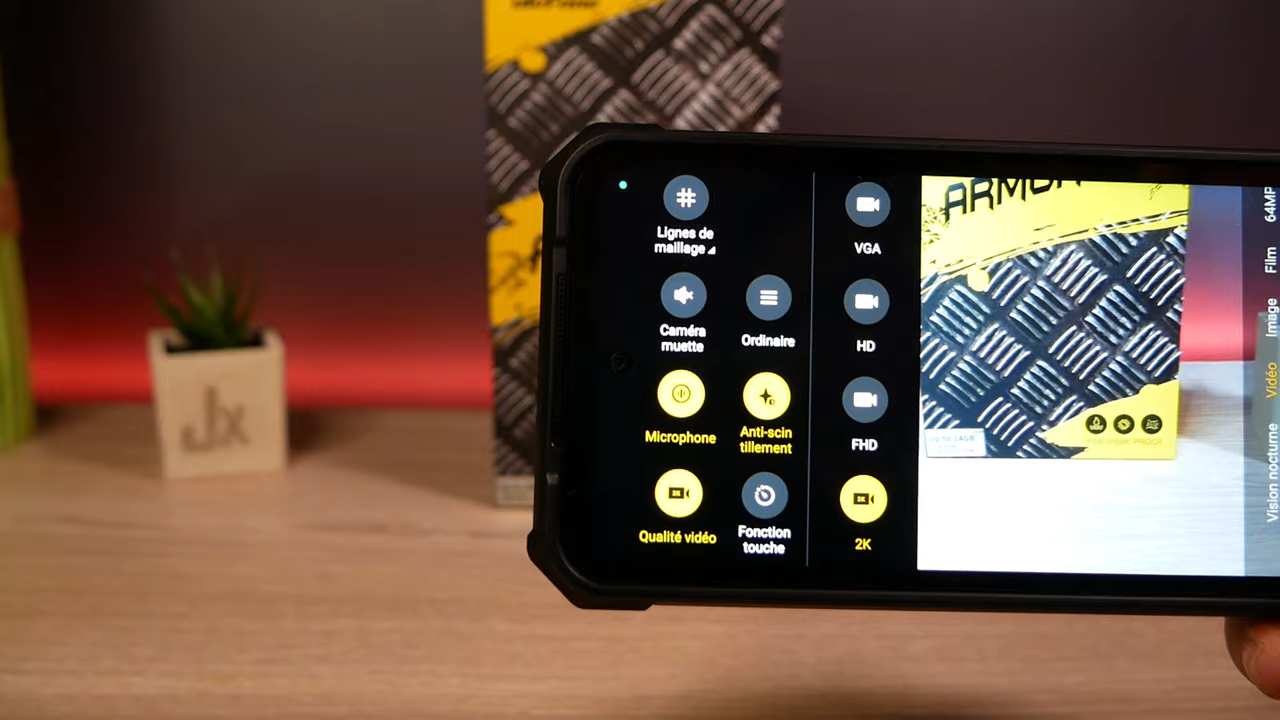 Jx
Lignes de
maillage
Caméra
muette
Ordinaire
Microphone
Anti-scin
tillement
Qualité vidéo
Fonction
touche
VGA
HD
FHD
2K
ARMOR
64MP
Film
Image
Vidéo
Vision nocturne